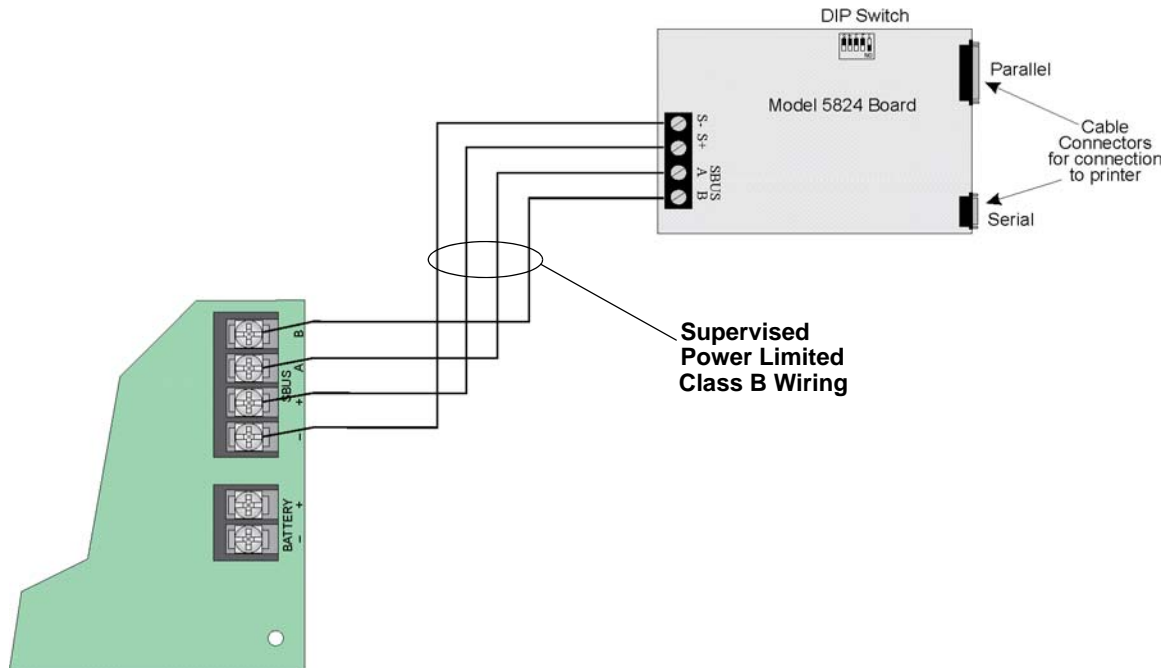 DIP Switch
NO
Parallel
Model 5824 Board
Cable
Connectors
for connection
to printer
S-
S+
A
B
SBUS
Serial
Supervised
Power Limited
Class B Wiring
B
A
+
–
SBUS
+
–
BATTERY